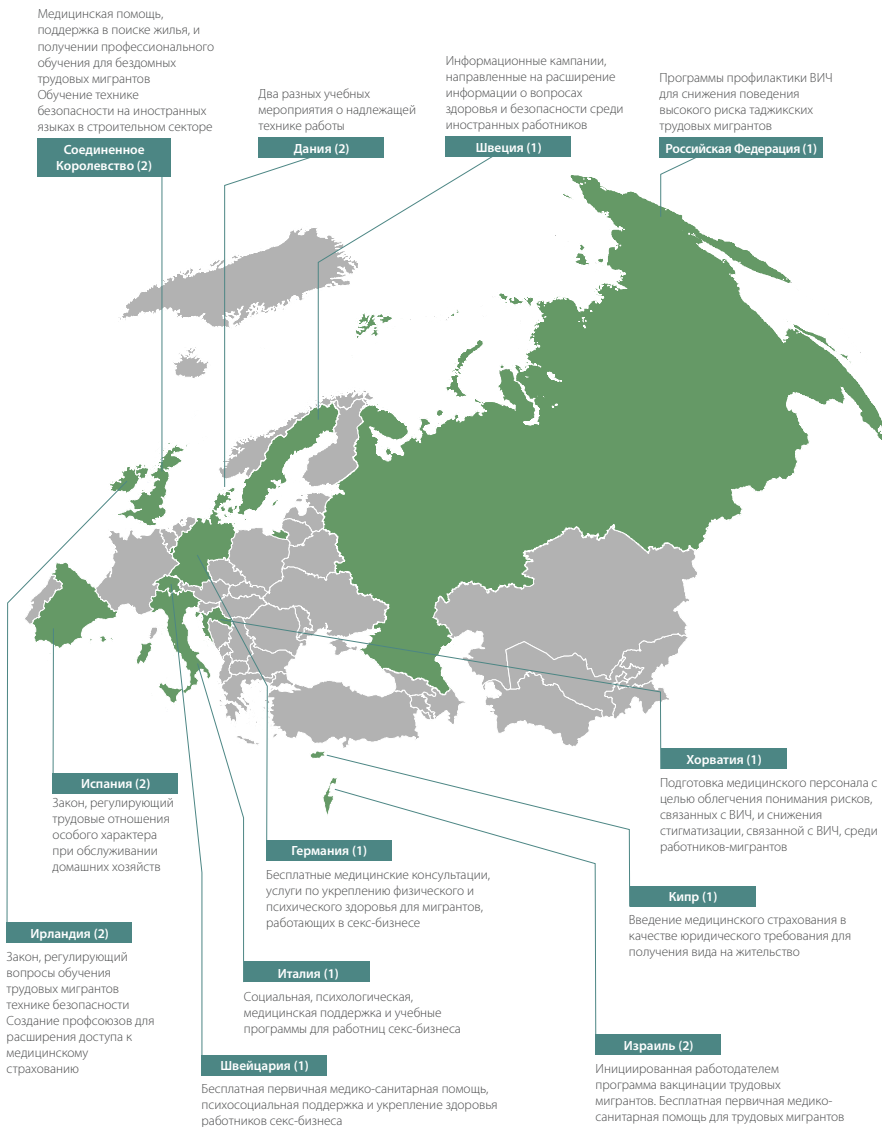 Медицинская помощь,
поддержка в поиске жилья, и
получении профессионального
обучения для бездомных
трудовых мигрантов
Обучение технике
безопасности на иностранных
языках в строительном секторе
Соединенное
Королевство (2)
Два разных учебных
мероприятия о надлежащей
технике работы
Дания (2)
Информационные кампании,
направленные на расширение
информации о вопросах
здоровья и безопасности среди
иностранных работников
Швеция (1)
Программы профилактики ВИЧ
для снижения поведения
высокого риска таджикских
трудовых мигрантов
Российская Федерация (1)
Хорватия (1)
Подготовка медицинского персонала с
целью облегчения понимания рисков,
связанных с ВИЧ, и снижения
стигматизации, связанной с ВИЧ, среди
работников-мигрантов
Испания (2)
Закон, регулирующий
трудовые отношения
особого характера
при обслуживании
домашних хозяйств
Германия (1)
Бесплатные медицинские консультации,
услуги по укреплению физического и
психического здоровья для мигрантов,
работающих в секс-бизнесе
Кипр (1)
Введение медицинского страхования в
качестве юридического требования для
получения вида на жительство
Ирландия (2)
Закон, регулирующий
вопросы обучения
трудовых мигрантов
технике безопасности
Создание профсоюзов для
расширения доступа к
медицинскому
страхованию
Италия (1)
Социальная, психологическая,
медицинская поддержка и учебные
программы для работниц секс-бизнеса
Швейцария (1)
Бесплатная первичная медико-санитарная помощь,
психосоциальная поддержка и укрепление здоровья
работников секс-бизнеса
Израиль (2)
Инициированная работодателем
программа вакцинации трудовых
мигрантов. Бесплатная первичная медико-
санитарная помощь для трудовых мигрантов